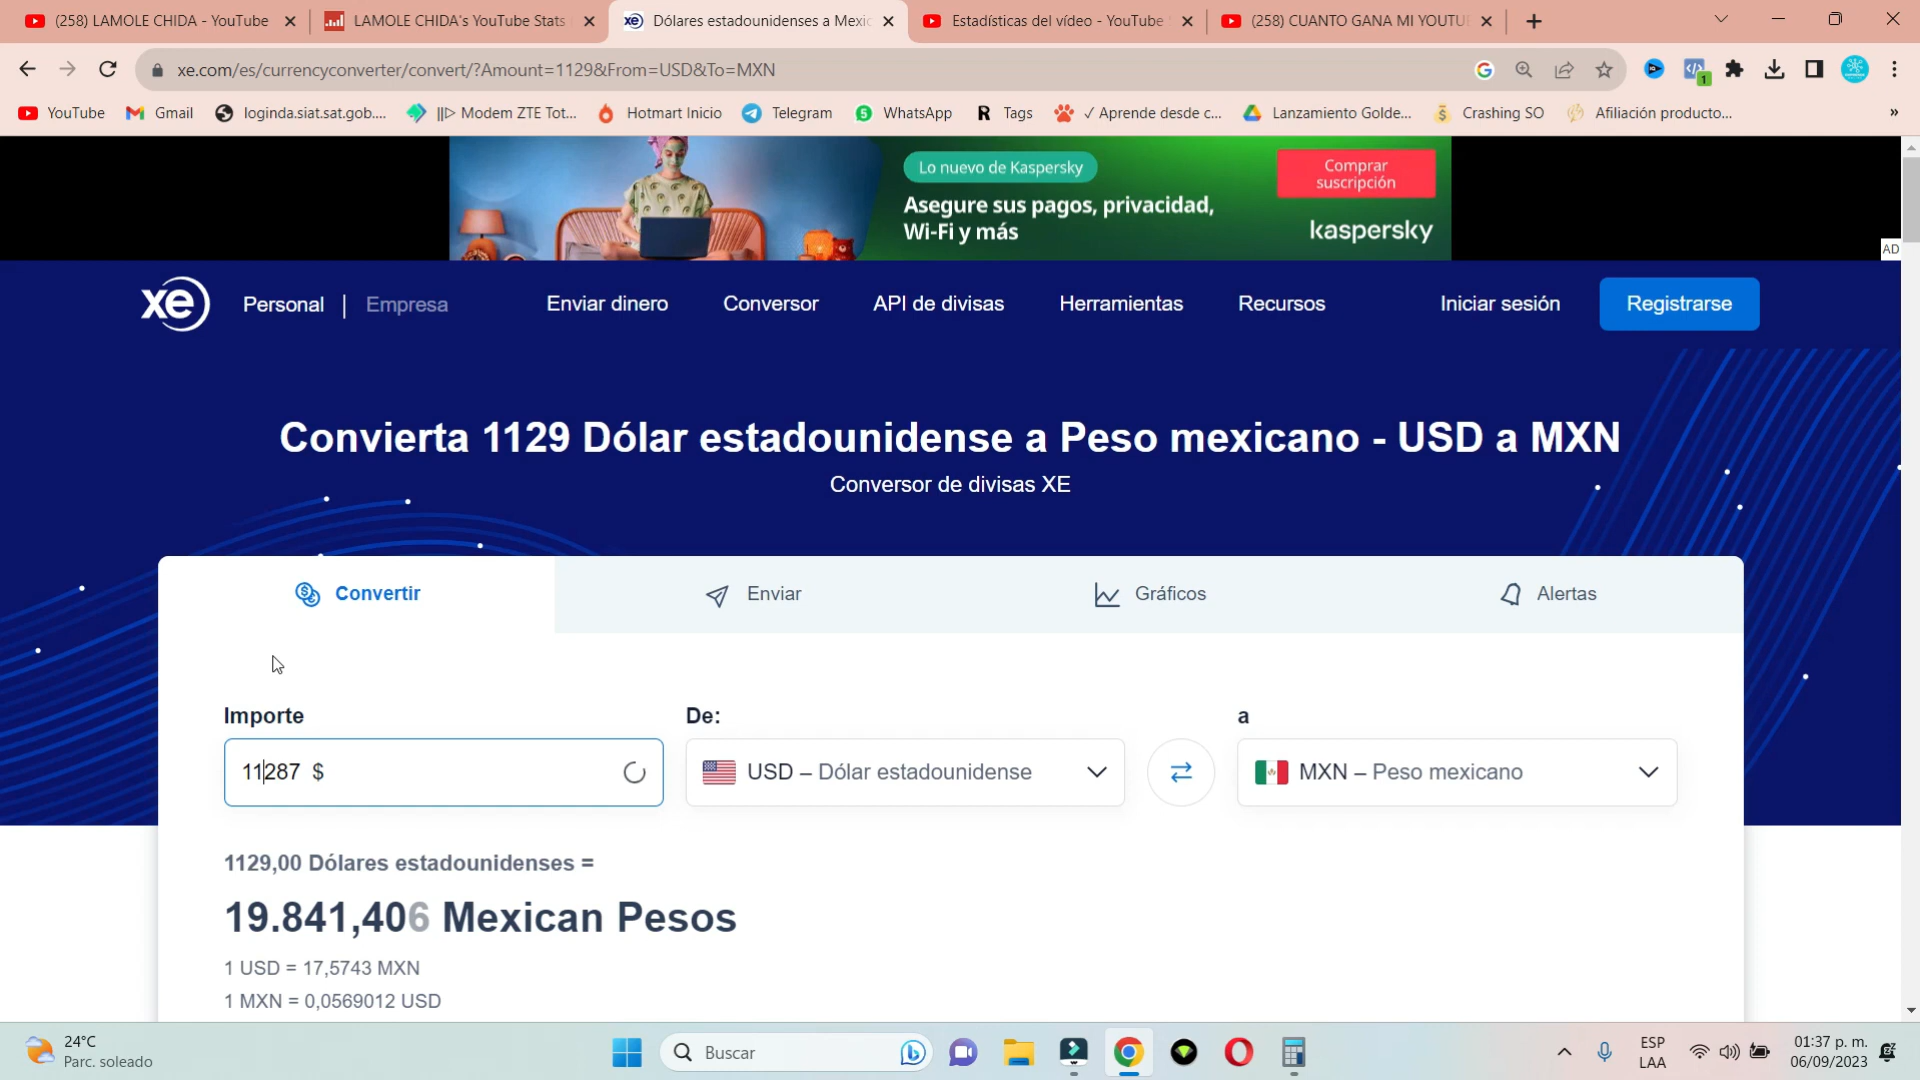 (258) LAMOLE CHIDA - YouTube
LAMOLE CHIDA's YouTube Stats
Dólares estadounidenses a Mexic
Estadísticas del vídeo - YouTube
(258) CUANTO GANA MI YOUTU
xe.com/es/currencyconverter/convert/?Amount=1129&From=USD&To=MXN
1
YouTube
Gmail
loginda.siat.sat.gob....
||▷ Modem ZTE Tot...
Hotmart Inicio
Telegram
5
WhatsApp
R
Tags
✓ Aprende desde c...
Lanzamiento Golde...
Crashing SO
Afiliación producto...
»
Lo nuevo de Kaspersky
Asegure sus pagos, privacidad,
Wi-Fi y más
Comprar
suscripción
kaspersky
AD
xe
Personal | Empresa
Enviar dinero
Conversor
API de divisas
Herramientas
Recursos
Iniciar sesión
Registrarse
Convierta 1129 Dólar estadounidense a Peso mexicano - USD a MXN
Conversor de divisas XE
Convertir
Enviar
Gráficos
Alertas
Importe
De:
a
11287 $
USD – Dólar estadounidense
MXN – Peso mexicano
1129,00 Dólares estadounidenses =
19.841,406 Mexican Pesos
1 USD = 17,5743 MXN
1 MXN = 0,0569012 USD
24°C
Parc. soleado
Buscar
ESP
LAA
01:37 p. m.
06/09/2023